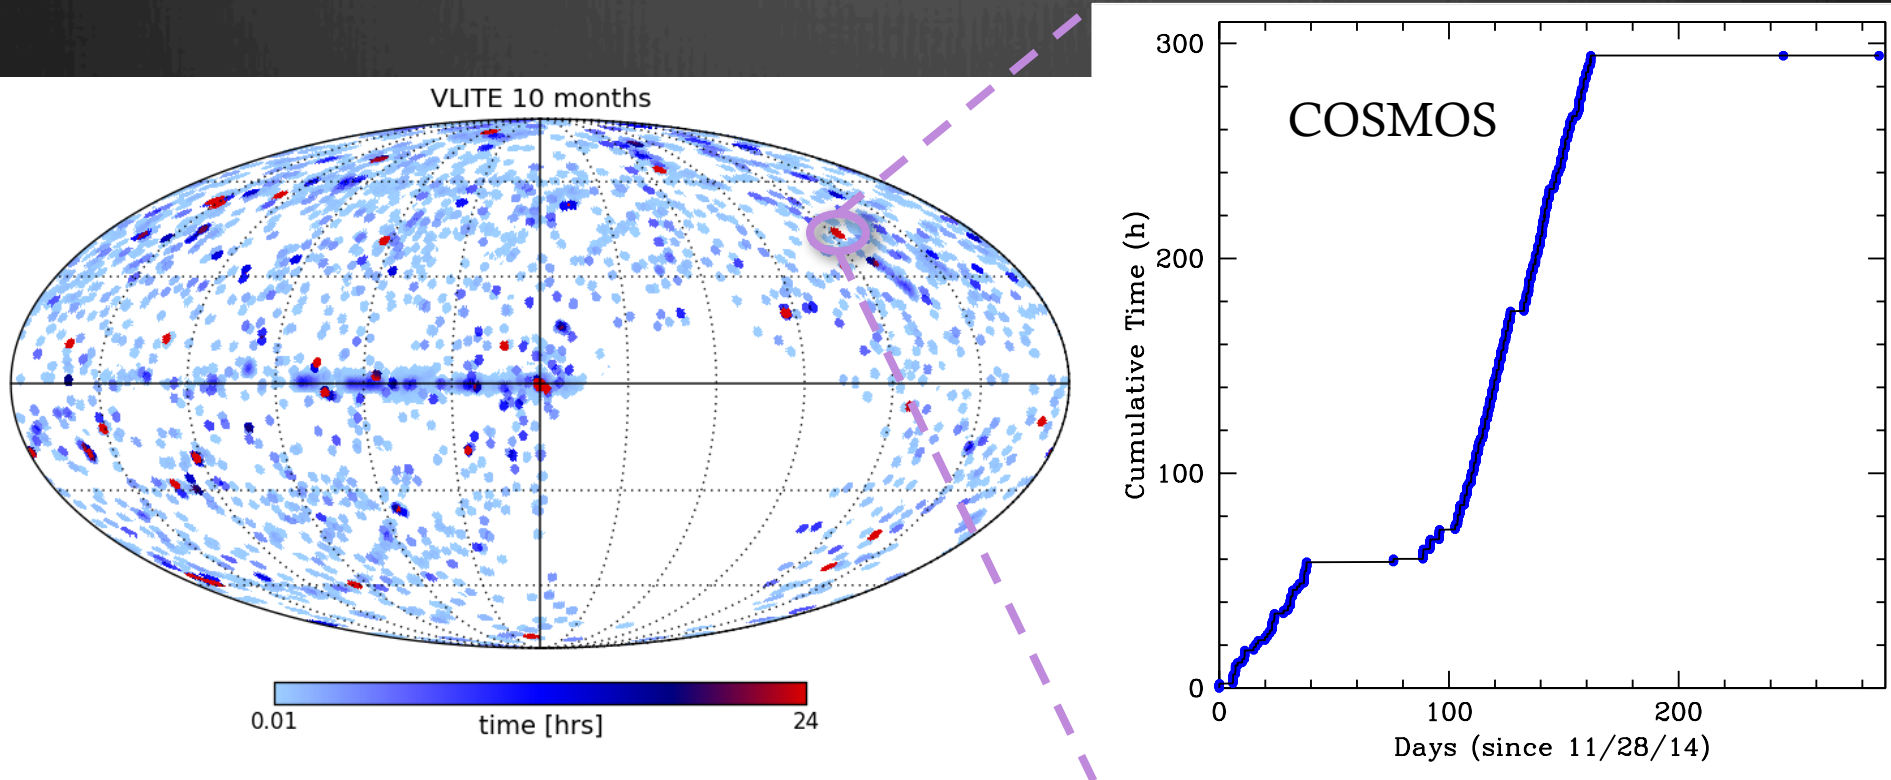 VLITE 10 months
0.01
24
time [hrs]
COSMOS
Cumulative Time (h)
300
200
100
0
0
100
200
Days (since 11/28/14)